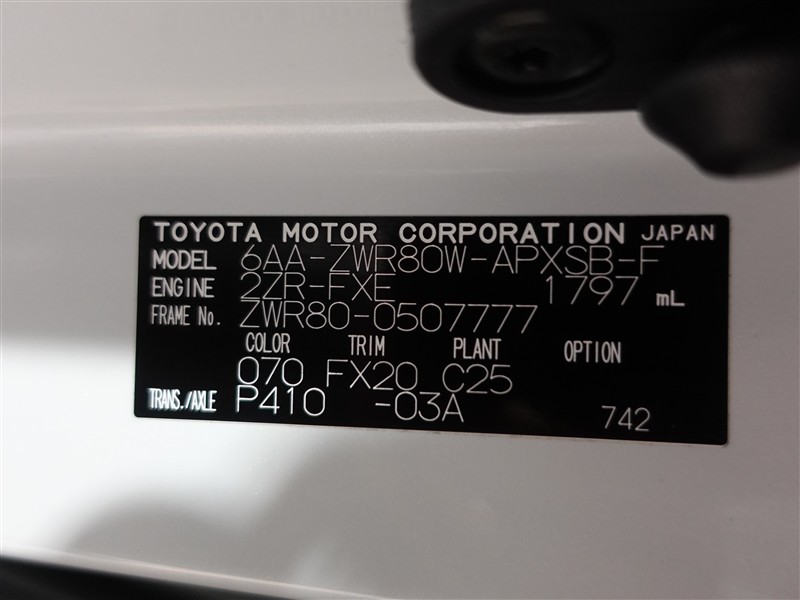 TOYOTA MOTOR CORPORATION JAPAN
MODEL 6AA-ZWR80W-APXSB-F
ENGINE 2ZR-FXE 1797 mL
FRAME No. ZWR80-0507777
COLOR TRIM PLANT OPTION
070 FX20 C25
TRANS./AXLE P410 -03A 742